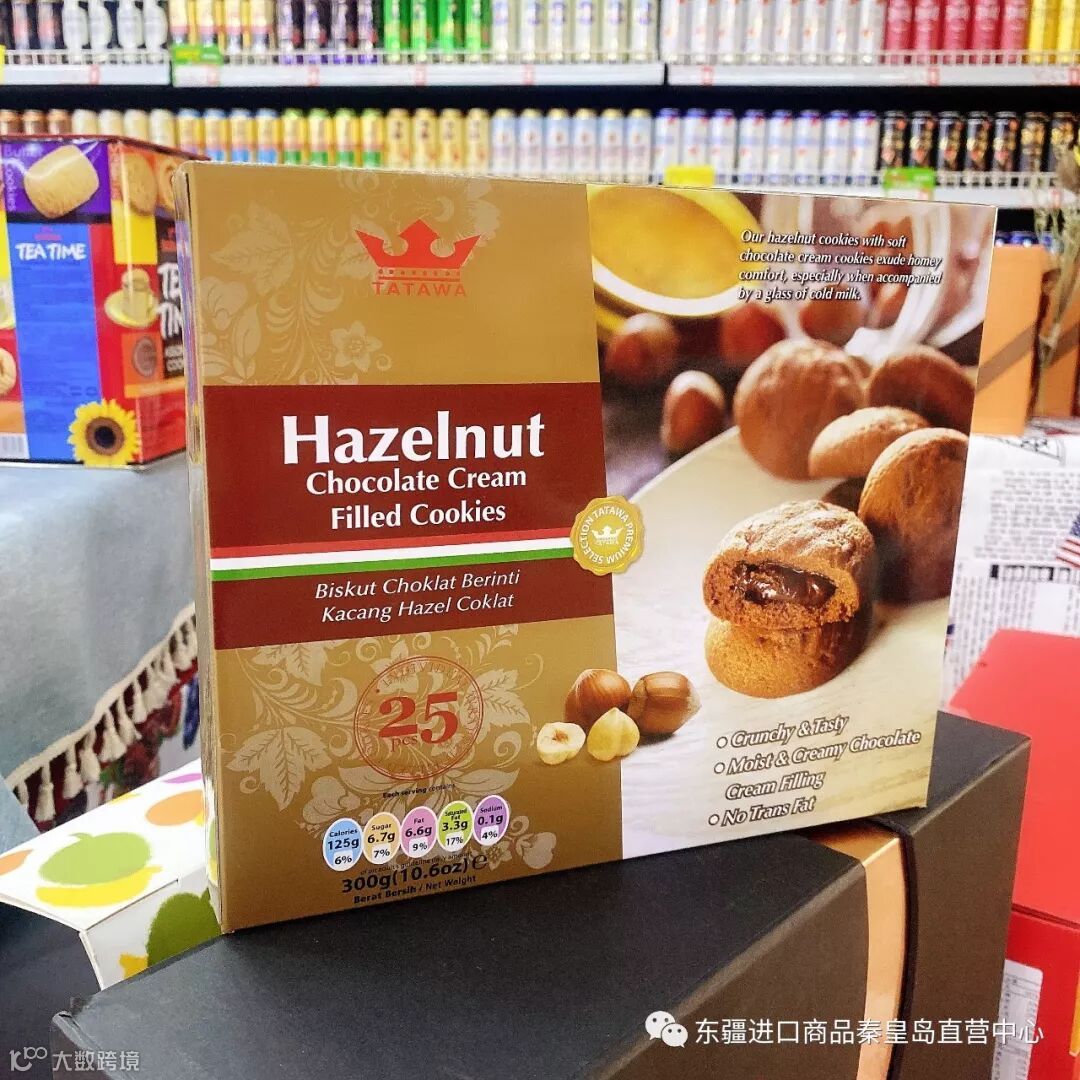 Butter
Cookies
TEA TIME
TATAWA
Our hazelnut cookies with soft
chocolate cream cookies exude homey
comfort, especially when accompanied
by a glass of cold milk.
Hazelnut
Chocolate Cream
Filled Cookies
SELECTION TATAWA PREMIUM
TATAWA
Biskut Choklat Berinti
Kacang Hazel Coklat
25
pcs
Crunchy & Tasty
Moist & Creamy Chocolate
Cream Filling
No Trans Fat
Each serving contains
Calories
125g
6%
Sugar
6.7g
7%
Fat
6.6g
9%
Saturated
Fat
3.3g
17%
Sodium
0.1g
4%
300g(10.6oz)e
Berat Bersih / Net Weight
东疆进口商品秦皇岛直营中心
大数跨境